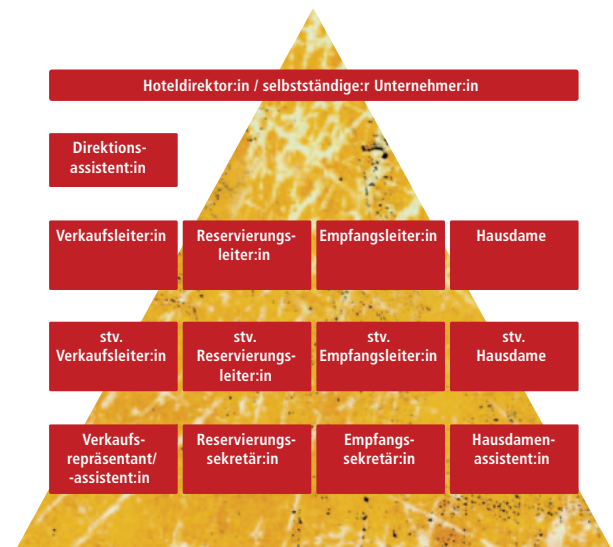 Hoteldirektor:in / selbstständige:r Unternehmer:in
Direktions-
assistent:in
Verkaufsleiter:in
Reservierungs-
leiter:in
Empfangsleiter:in
Hausdame
stv.
Verkaufsleiter:in
stv.
Reservierungs-
leiter:in
stv.
Empfangsleiter:in
stv.
Hausdame
Verkaufs-
repräsentant/
-assistent:in
Reservierungs-
sekretär:in
Empfangs-
sekretär:in
Hausdamen-
assistent:in